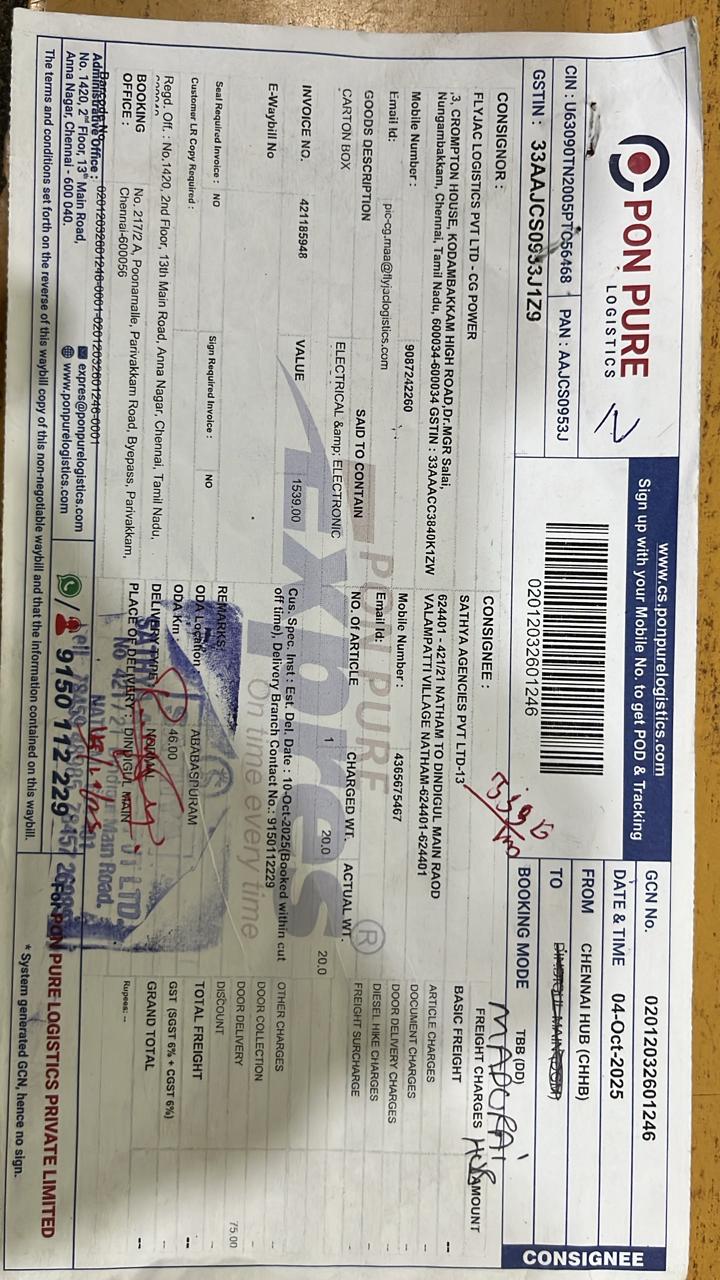 PON PURE
LOGISTICS
www.cs.ponpurelogistics.com
Sign up with your Mobile No. to get POD & Tracking
02012032601246
CIN : U63090TN2005PTC56468
PAN : AAJCS0953J
GSTIN : 33AAJCS0953J1Z9
GCN No. 02012032601246
DATE & TIME 04-Oct-2025
FROM CHENNAI HUB (CHHB)
TO
MADURAI HUB
BOOKING MODE TBB (DD)
CONSIGNEE
CONSIGNOR :
FLYJAC LOGISTICS PVT LTD - CG POWER
,3, CROMPTON HOUSE, KODAMBAKKAM HIGH ROAD,Dr.MGR Salai,
Nungambakkam, Chennai, Tamil Nadu, 600034-600034 GSTIN : 33AAACC3840K1ZW
Mobile Number : 9087242260
Email Id: pic-cg.maa@flyjaclogistics.com
CONSIGNEE :
SATHYA AGENCIES PVT LTD-13
624401 - 421/21 NATHAM TO DINDIGUL MAIN RAOD
VALAMPATTI VILLAGE NATHAM-624401-624401
Mobile Number : 4365675467
Email Id:
GOODS DESCRIPTION SAID TO CONTAIN NO. OF ARTICLE CHARGED WT. ACTUAL WT.
CARTON BOX ELECTRICAL &amp; ELECTRONIC 1 20.0 20.0
INVOICE NO. 421185948 VALUE 1539.00
E-Waybill No
Cus. Spec. Inst : Est. Del. Date : 10-Oct-2025(Booked within cut
off time), Delivery Branch Contact No.: 9150112229
Seal Required Invoice : NO
Sign Required Invoice : NO
Customer LR Copy Required :
REMARKS
ODA Location ABABASPURAM
ODA Km 46.00
DELIVERY TYPE NORMAL
PLACE OF DELIVERY : DINDIGUL MAIN
Regd. Off. : No.1420, 2nd Floor, 13th Main Road, Anna Nagar, Chennai, Tamil Nadu,
BOOKING OFFICE : No. 217/2 A, Poonamalle, Parivakkam Road, Byepass, Parivakkam,
Chennai-600056
FREIGHT CHARGES AMOUNT
BASIC FREIGHT --
ARTICLE CHARGES -
DOCUMENT CHARGES -
DOOR DELIVERY CHARGES -
DIESEL HIKE CHARGES -
FREIGHT SURCHARGE -
OTHER CHARGES -
DOOR COLLECTION -
DOOR DELIVERY 75.00
DISCOUNT -
TOTAL FREIGHT --
GST (SGST 6% + CGST 6%) -
GRAND TOTAL --
Rupees: --
PON PURE
Express
On time every time
Barcode No. 02012032601246-0001-02012032601246-0001
Administrative Office :
No. 1420, 2nd Floor, 13th Main Road,
Anna Nagar, Chennai - 600 040.
expres@ponpurelogistics.com
www.ponpurelogistics.com
9150 112 229
For PON PURE LOGISTICS PRIVATE LIMITED
The terms and conditions set forth on the reverse of this waybill copy of this non-negotiable waybill and that the information contained on this waybill.
* System generated GCN, hence no sign.